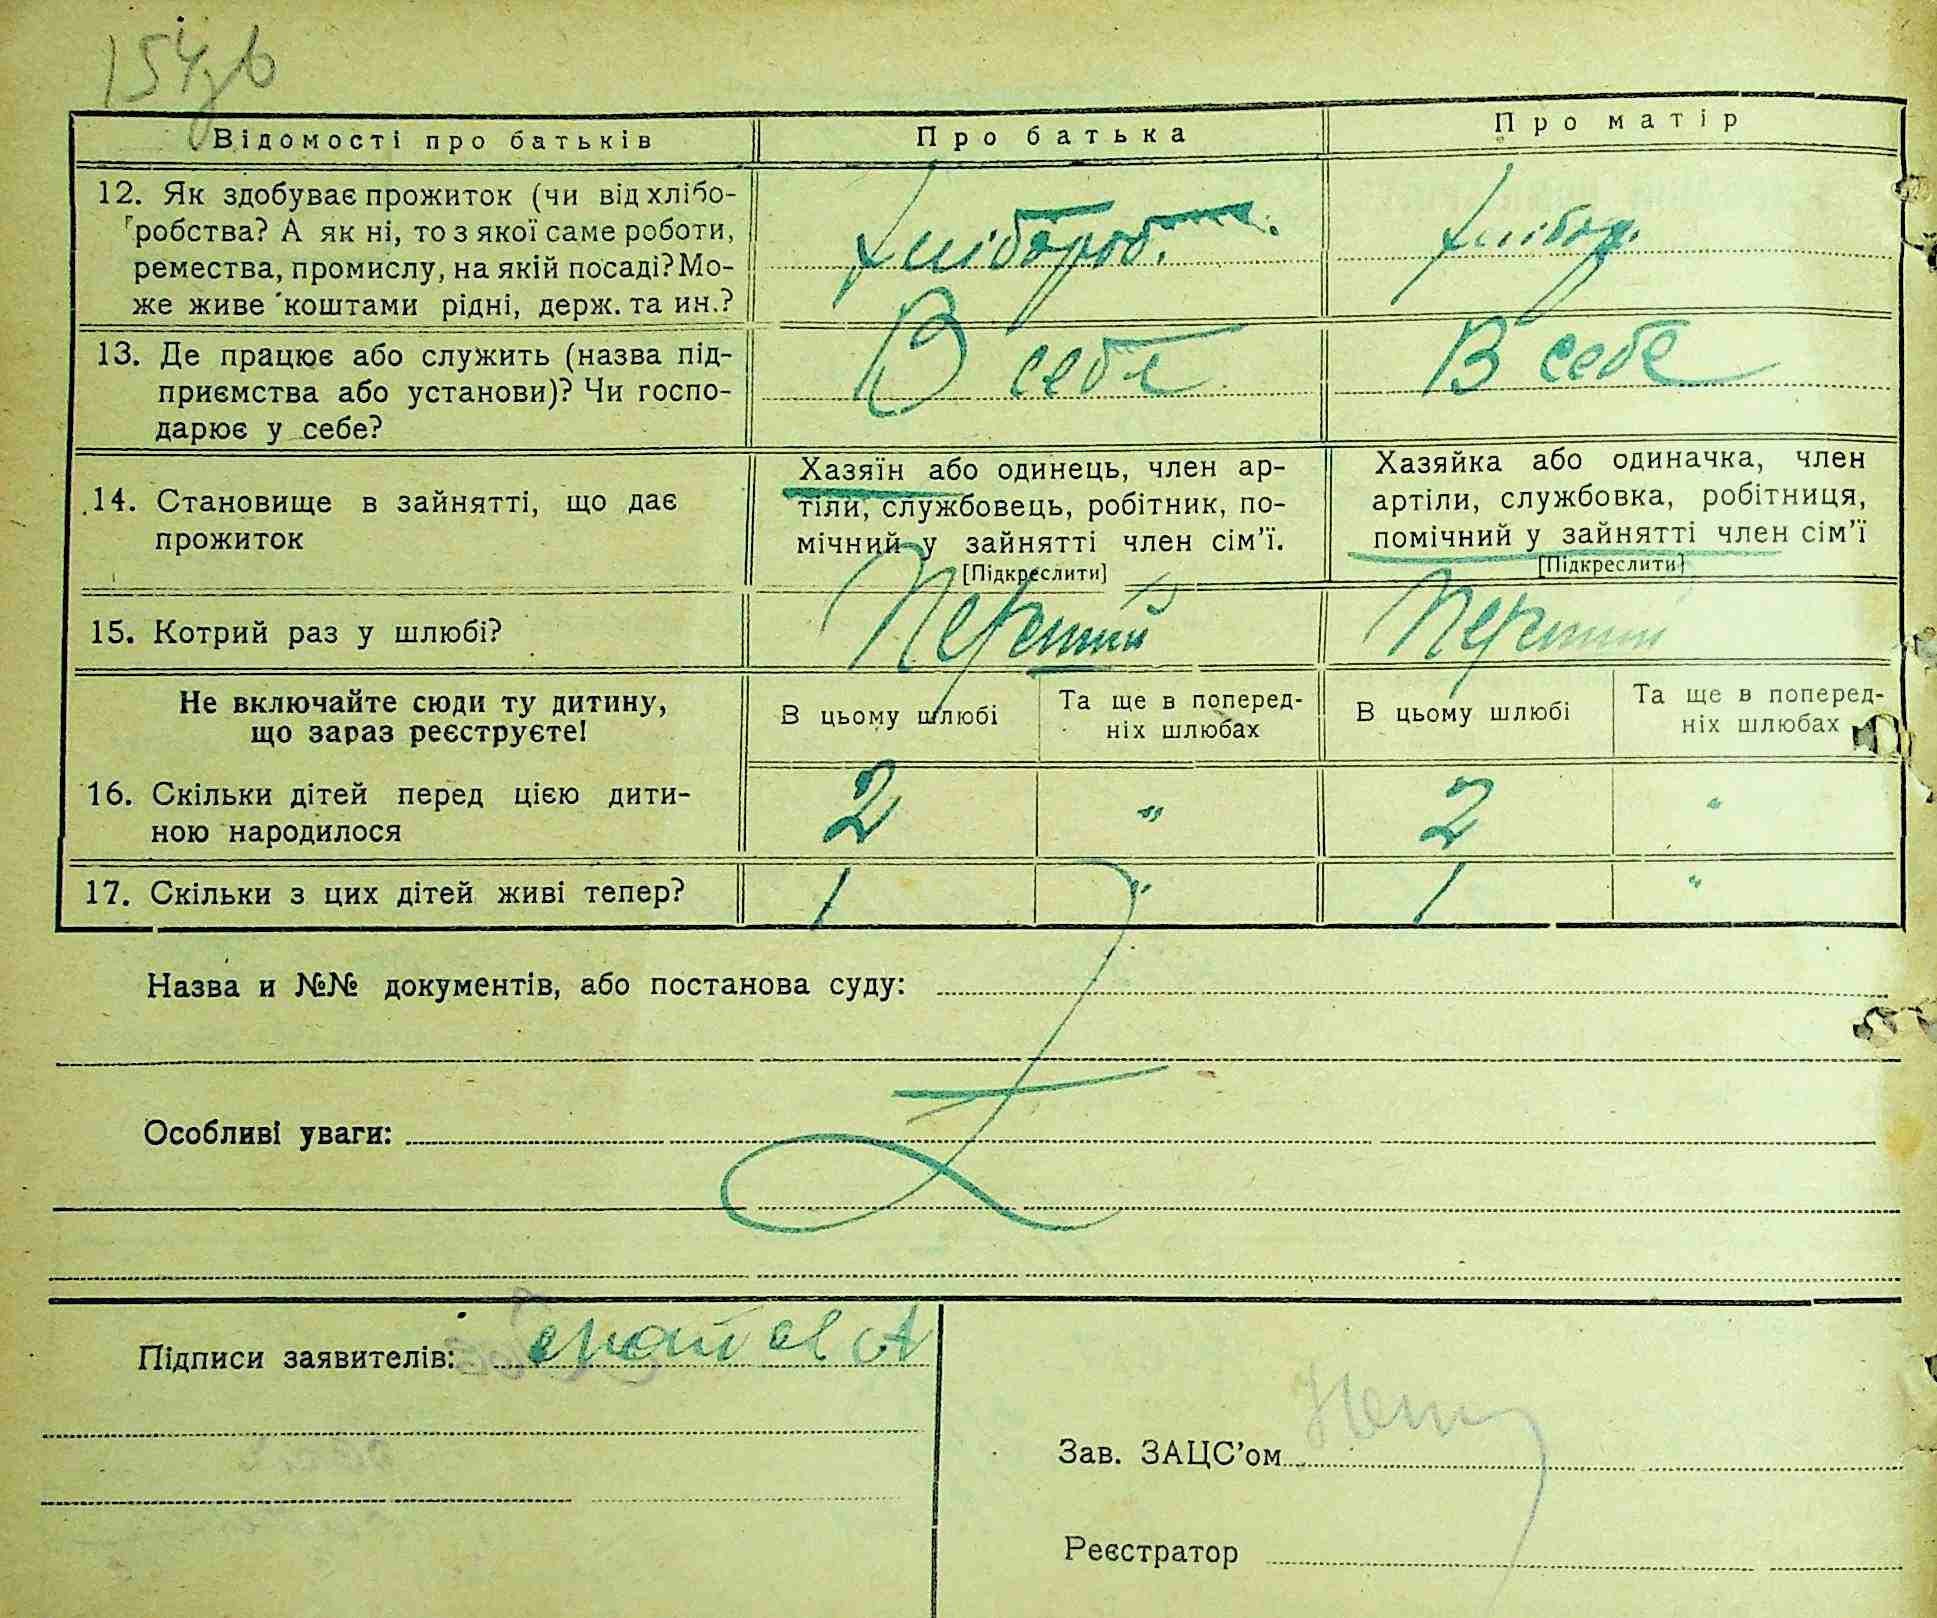 154зв
Відомості про батьків
Про батька
Про матір
12. Як здобуває прожиток (чи від хлібо-
робства? А як ні, то з якої саме роботи,
ремества, промислу, на якій посаді? Мо-
же живе коштами рідні, держ. та ин.?
Хлібороб.
Хлібор.
13. Де працює або служить (назва під-
приємства або установи)? Чи госпо-
дарює у себе?
В себе
В себе
14. Становище в зайнятті, що дає
прожиток
Хазяїн або одинець, член ар-
тіли, службовець, робітник, по-
мічний у зайнятті член сім’ї.
[Підкреслити]
Хазяйка або одиначка, член
артіли, службовка, робітниця,
помічний у зайнятті член сім’ї
[Підкреслити]
15. Котрий раз у шлюбі?
Перший
Перший
Не включайте сюди ту дитину,
що зараз реєструєте!
В цьому шлюбі
Та ще в поперед-
ніх шлюбах
В цьому шлюбі
Та ще в поперед-
ніх шлюбах
16. Скільки дітей перед цією дити-
ною народилося
2 „ 2 „
17. Скільки з цих дітей живі тепер?
1 „ 1 „
Назва и №№ документів, або постанова суду:
Особливі уваги:
Підписи заявителів:
Зав. ЗАЦС’ом
Реєстратор